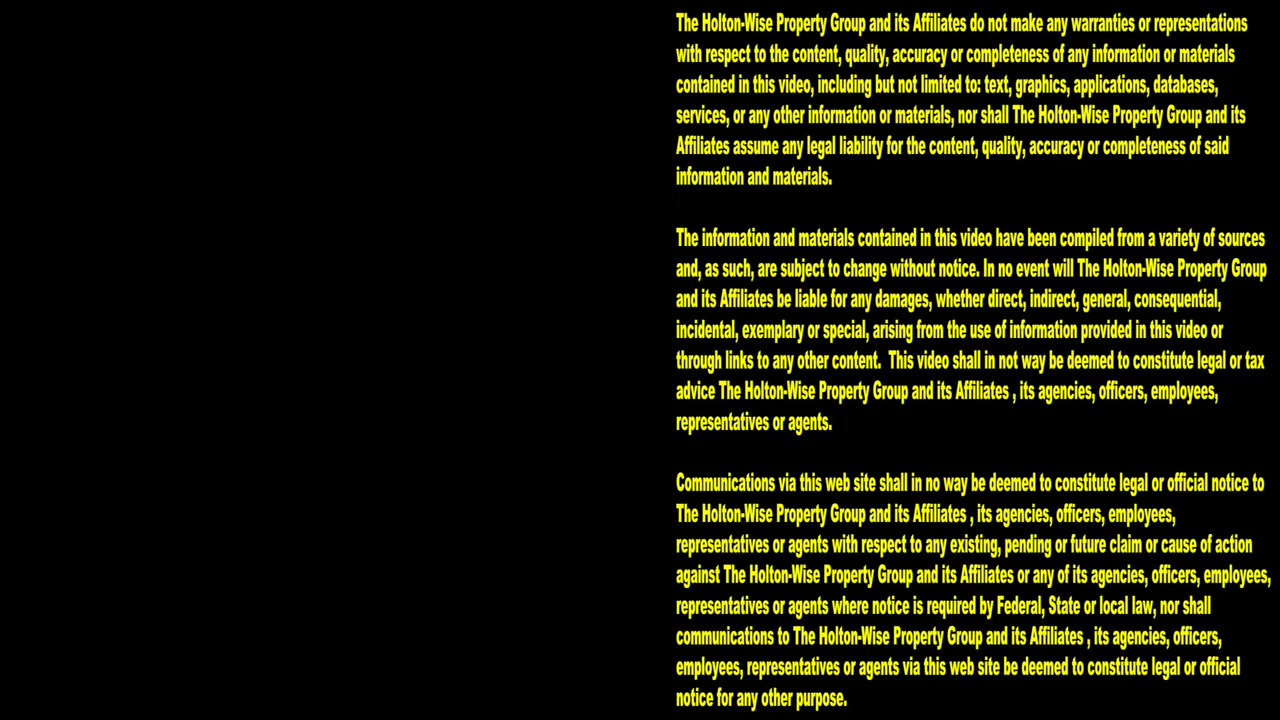 The Holton-Wise Property Group and its Affiliates do not make any warranties or representations
with respect to the content, quality, accuracy or completeness of any information or materials
contained in this video, including but not limited to: text, graphics, applications, databases,
services, or any other information or materials, nor shall The Holton-Wise Property Group and its
Affiliates assume any legal liability for the content, quality, accuracy or completeness of said
information and materials.
The information and materials contained in this video have been compiled from a variety of sources
and, as such, are subject to change without notice. In no event will The Holton-Wise Property Group
and its Affiliates be liable for any damages, whether direct, indirect, general, consequential,
incidental, exemplary or special, arising from the use of information provided in this video or
through links to any other content.  This video shall in not way be deemed to constitute legal or tax
advice The Holton-Wise Property Group and its Affiliates , its agencies, officers, employees,
representatives or agents.
Communications via this web site shall in no way be deemed to constitute legal or official notice to
The Holton-Wise Property Group and its Affiliates , its agencies, officers, employees,
representatives or agents with respect to any existing, pending or future claim or cause of action
against The Holton-Wise Property Group and its Affiliates or any of its agencies, officers, employees,
representatives or agents where notice is required by Federal, State or local law, nor shall
communications to The Holton-Wise Property Group and its Affiliates , its agencies, officers,
employees, representatives or agents via this web site be deemed to constitute legal or official
notice for any other purpose.